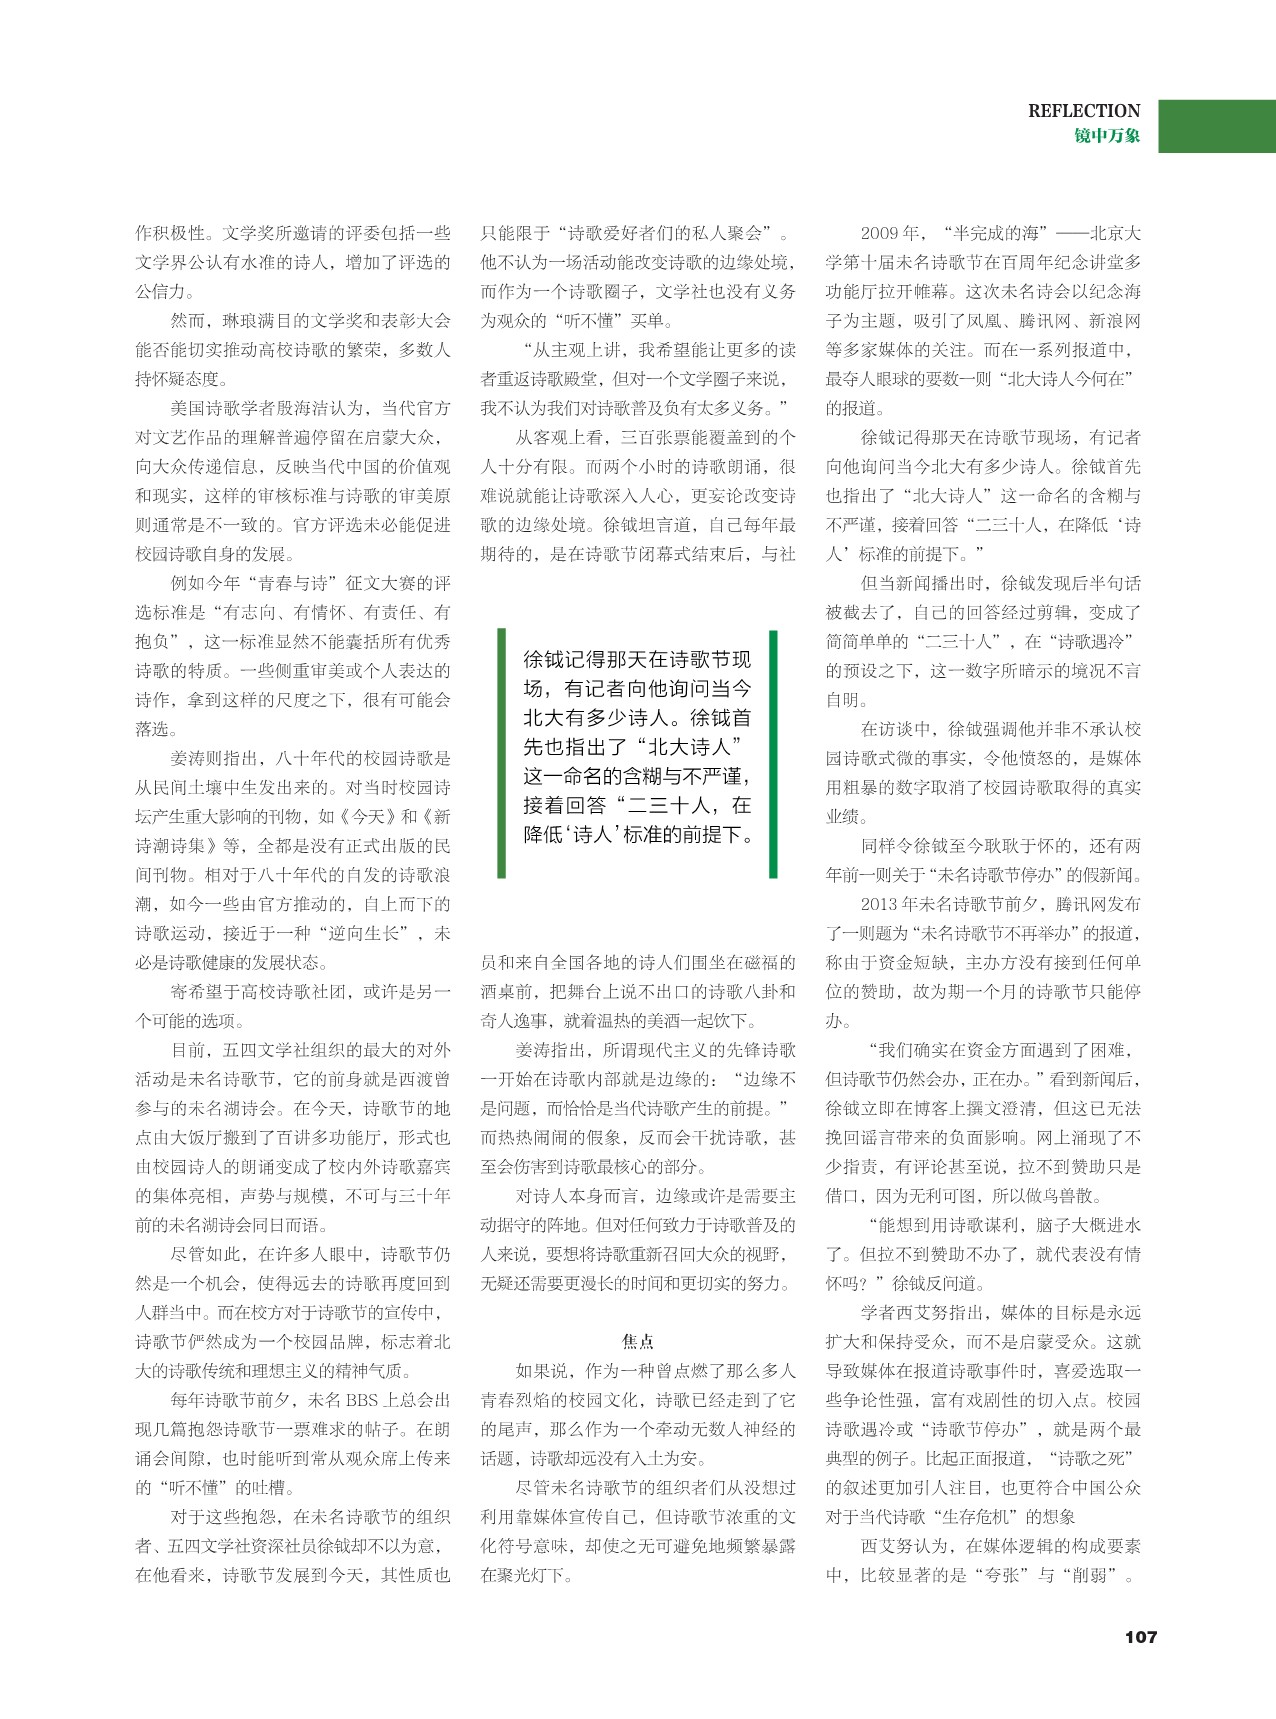 REFLECTION
镜中万象
作积极性。文学奖所邀请的评委包括一些
文学界公认有水准的诗人，增加了评选的
公信力。
然而，琳琅满目的文学奖和表彰大会
能否能切实推动高校诗歌的繁荣，多数人
持怀疑态度。
美国诗歌学者殷海洁认为，当代官方
对文艺作品的理解普遍停留在启蒙大众，
向大众传递信息，反映当代中国的价值观
和现实，这样的审核标准与诗歌的审美原
则通常是不一致的。官方评选未必能促进
校园诗歌自身的发展。
例如今年“青春与诗”征文大赛的评
选标准是“有志向、有情怀、有责任、有
抱负”，这一标准显然不能囊括所有优秀
诗歌的特质。一些侧重审美或个人表达的
诗作，拿到这样的尺度之下，很有可能会
落选。
姜涛则指出，八十年代的校园诗歌是
从民间土壤中生发出来的。对当时校园诗
坛产生重大影响的刊物，如《今天》和《新
诗潮诗集》等，全都是没有正式出版的民
间刊物。相对于八十年代的自发的诗歌浪
潮，如今一些由官方推动的，自上而下的
诗歌运动，接近于一种“逆向生长”，未
必是诗歌健康的发展状态。
寄希望于高校诗歌社团，或许是另一
个可能的选项。
目前，五四文学社组织的最大的对外
活动是未名诗歌节，它的前身就是西渡曾
参与的未名湖诗会。在今天，诗歌节的地
点由大饭厅搬到了百讲多功能厅，形式也
由校园诗人的朗诵变成了校内外诗歌嘉宾
的集体亮相，声势与规模，不可与三十年
前的未名湖诗会同日而语。
尽管如此，在许多人眼中，诗歌节仍
然是一个机会，使得远去的诗歌再度回到
人群当中。而在校方对于诗歌节的宣传中，
诗歌节俨然成为一个校园品牌，标志着北
大的诗歌传统和理想主义的精神气质。
每年诗歌节前夕，未名 BBS 上总会出
现几篇抱怨诗歌节一票难求的帖子。在朗
诵会间隙，也时能听到常从观众席上传来
的“听不懂”的吐槽。
对于这些抱怨，在未名诗歌节的组织
者、五四文学社资深社员徐钺却不以为意，
在他看来，诗歌节发展到今天，其性质也
只能限于“诗歌爱好者们的私人聚会”。
他不认为一场活动能改变诗歌的边缘处境，
而作为一个诗歌圈子，文学社也没有义务
为观众的“听不懂”买单。
“从主观上讲，我希望能让更多的读
者重返诗歌殿堂，但对一个文学圈子来说，
我不认为我们对诗歌普及负有太多义务。”
从客观上看，三百张票能覆盖到的个
人十分有限。而两个小时的诗歌朗诵，很
难说就能让诗歌深入人心，更妄论改变诗
歌的边缘处境。徐钺坦言道，自己每年最
期待的，是在诗歌节闭幕式结束后，与社
徐钺记得那天在诗歌节现
场，有记者向他询问当今
北大有多少诗人。徐钺首
先也指出了“北大诗人”
这一命名的含糊与不严谨，
接着回答“二三十人，在
降低‘诗人’标准的前提下。
员和来自全国各地的诗人们围坐在磁福的
酒桌前，把舞台上说不出口的诗歌八卦和
奇人逸事，就着温热的美酒一起饮下。
姜涛指出，所谓现代主义的先锋诗歌
一开始在诗歌内部就是边缘的：“边缘不
是问题，而恰恰是当代诗歌产生的前提。”
而热热闹闹的假象，反而会干扰诗歌，甚
至会伤害到诗歌最核心的部分。
对诗人本身而言，边缘或许是需要主
动据守的阵地。但对任何致力于诗歌普及的
人来说，要想将诗歌重新召回大众的视野，
无疑还需要更漫长的时间和更切实的努力。
焦点
如果说，作为一种曾点燃了那么多人
青春烈焰的校园文化，诗歌已经走到了它
的尾声，那么作为一个牵动无数人神经的
话题，诗歌却远没有入土为安。
尽管未名诗歌节的组织者们从没想过
利用靠媒体宣传自己，但诗歌节浓重的文
化符号意味，却使之无可避免地频繁暴露
在聚光灯下。
2009 年，“半完成的海”——北京大
学第十届未名诗歌节在百周年纪念讲堂多
功能厅拉开帷幕。这次未名诗会以纪念海
子为主题，吸引了凤凰、腾讯网、新浪网
等多家媒体的关注。而在一系列报道中，
最夺人眼球的要数一则“北大诗人今何在”
的报道。
徐钺记得那天在诗歌节现场，有记者
向他询问当今北大有多少诗人。徐钺首先
也指出了“北大诗人”这一命名的含糊与
不严谨，接着回答“二三十人，在降低‘诗
人’标准的前提下。”
但当新闻播出时，徐钺发现后半句话
被截去了，自己的回答经过剪辑，变成了
简简单单的“二三十人”，在“诗歌遇冷”
的预设之下，这一数字所暗示的境况不言
自明。
在访谈中，徐钺强调他并非不承认校
园诗歌式微的事实，令他愤怒的，是媒体
用粗暴的数字取消了校园诗歌取得的真实
业绩。
同样令徐钺至今耿耿于怀的，还有两
年前一则关于“未名诗歌节停办”的假新闻。
2013 年未名诗歌节前夕，腾讯网发布
了一则题为“未名诗歌节不再举办”的报道，
称由于资金短缺，主办方没有接到任何单
位的赞助，故为期一个月的诗歌节只能停
办。
“我们确实在资金方面遇到了困难，
但诗歌节仍然会办，正在办。”看到新闻后，
徐钺立即在博客上撰文澄清，但这已无法
挽回谣言带来的负面影响。网上涌现了不
少指责，有评论甚至说，拉不到赞助只是
借口，因为无利可图，所以做鸟兽散。
“能想到用诗歌谋利，脑子大概进水
了。但拉不到赞助不办了，就代表没有情
怀吗？”徐钺反问道。
学者西艾努指出，媒体的目标是永远
扩大和保持受众，而不是启蒙受众。这就
导致媒体在报道诗歌事件时，喜爱选取一
些争论性强，富有戏剧性的切入点。校园
诗歌遇冷或“诗歌节停办”，就是两个最
典型的例子。比起正面报道，“诗歌之死”
的叙述更加引人注目，也更符合中国公众
对于当代诗歌“生存危机”的想象
西艾努认为，在媒体逻辑的构成要素
中，比较显著的是“夸张”与“削弱”。
107